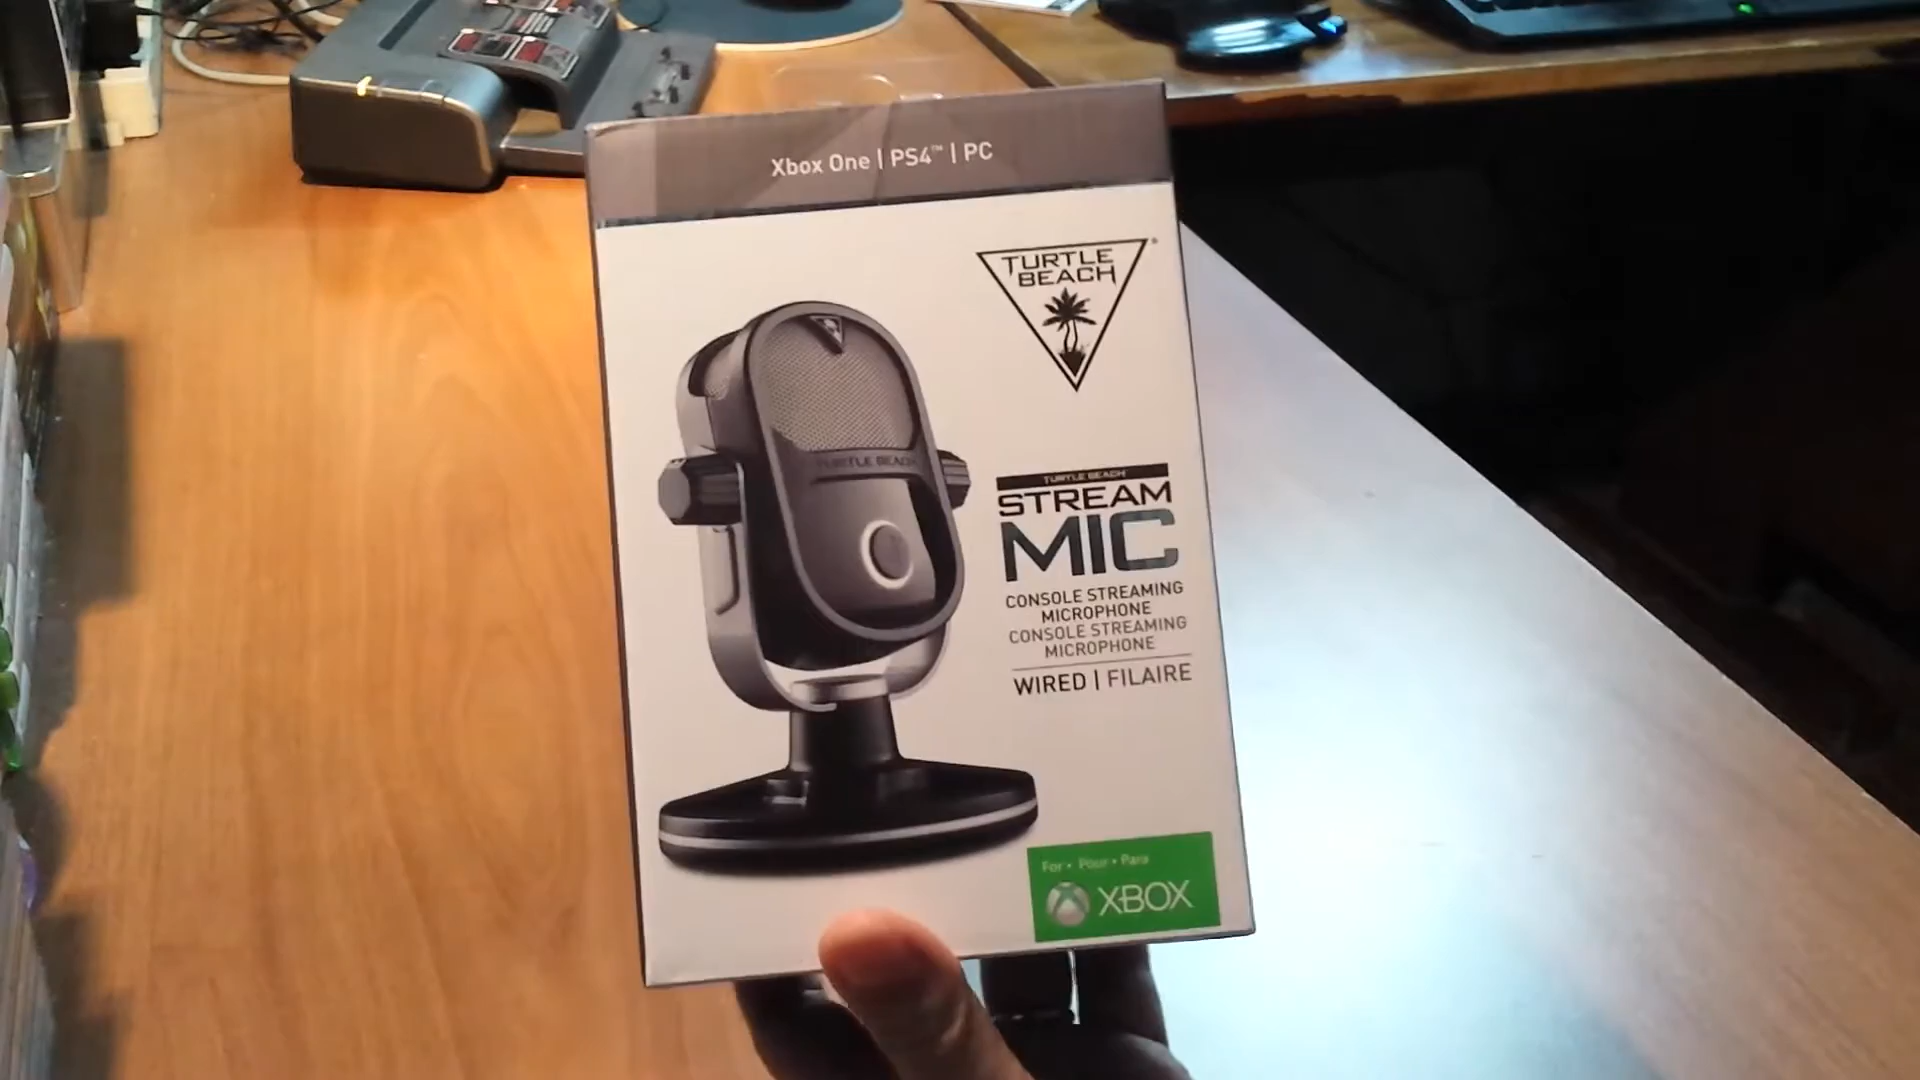 Xbox One | PS4™ | PC
TURTLE
BEACH®
TURTLE BEACH
TURTLE BEACH
STREAM
MIC
CONSOLE STREAMING
MICROPHONE
CONSOLE STREAMING
MICROPHONE
WIRED | FILAIRE
For • Pour • Para
XBOX